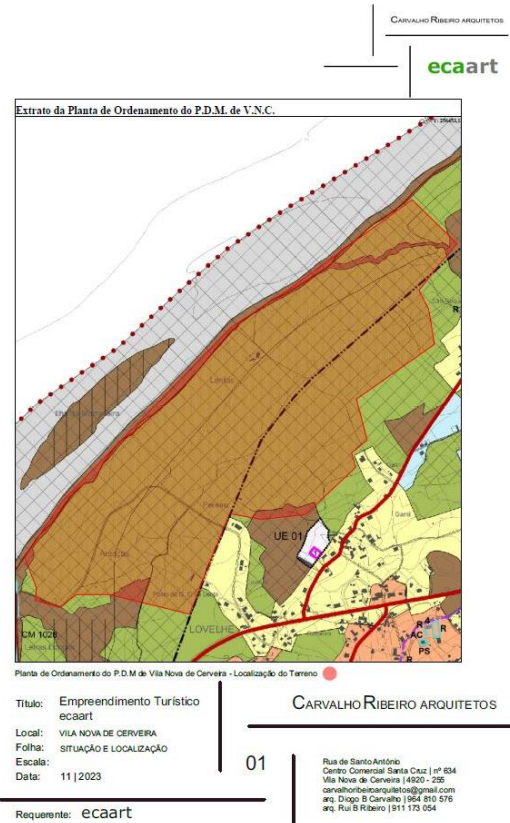 CARVALHO RIBEIRO ARQUITETOS
ecaart
Extrato da Planta de Ordenamento do P.D.M. de V.N.C.
R
UE 01
LOVELHE
CM 1028
R 4 R
AC
PS
R
Planta de Ordenamento do P.D.M de Vila Nova de Cerveira - Localização do Terreno
Título: Empreendimento Turístico
ecaart
Local: VILA NOVA DE CERVEIRA
Folha: SITUAÇÃO E LOCALIZAÇÃO
Escala:
Data: 11 | 2023
Requerente: ecaart
CARVALHO RIBEIRO ARQUITETOS
01
Rua de Santo António
Centro Comercial Santa Cruz | nº 634
Vila Nova de Cerveira | 4920 - 255
carvalhoribeiroarquitetos@gmail.com
arq. Diogo B Carvalho | 964 810 576
arq. Rui B Ribeiro | 911 173 054